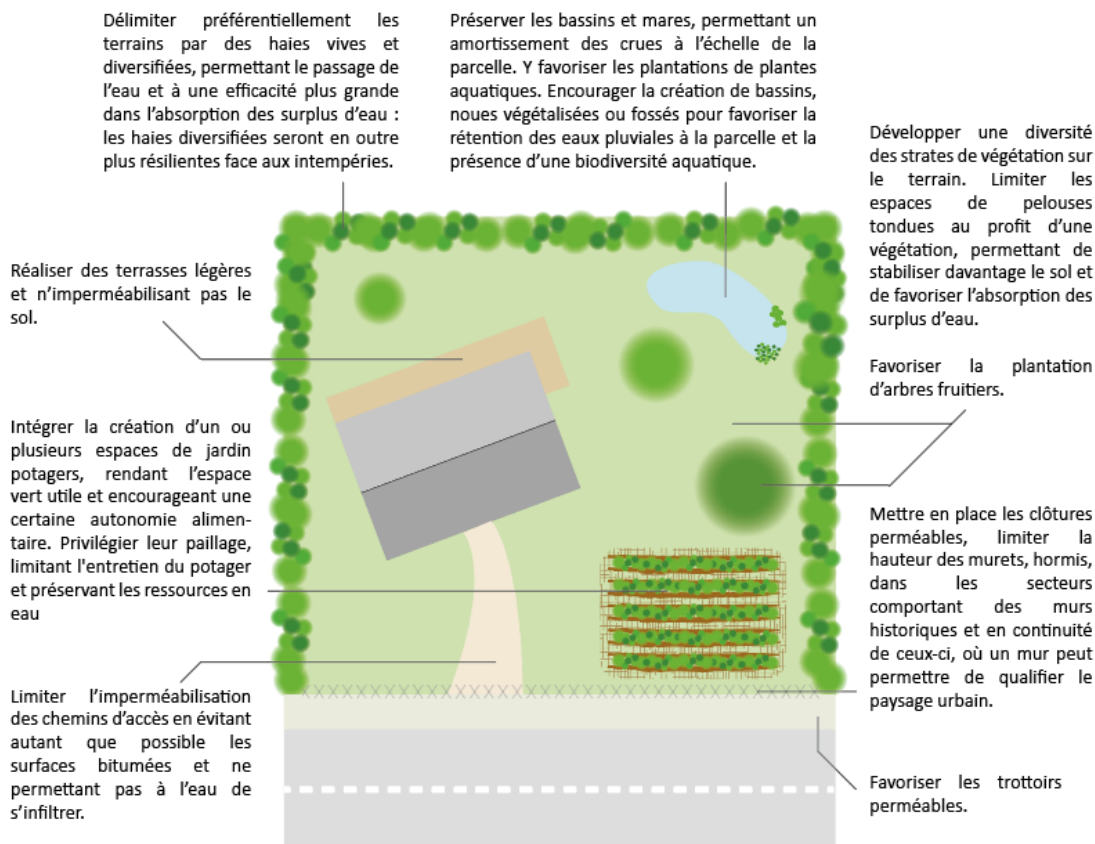 Délimiter préférentiellement les
terrains par des haies vives et
diversifiées, permettant le passage de
l'eau et à une efficacité plus grande
dans l'absorption des surplus d'eau :
les haies diversifiées seront en outre
plus résilientes face aux intempéries.
Préserver les bassins et mares, permettant un
amortissement des crues à l'échelle de la
parcelle. Y favoriser les plantations de plantes
aquatiques. Encourager la création de bassins,
noues végétalisées ou fossés pour favoriser la
rétention des eaux pluviales à la parcelle et la
présence d'une biodiversité aquatique.
Développer une diversité
des strates de végétation sur
le terrain. Limiter les
espaces de pelouses
tondues au profit d'une
végétation, permettant de
stabiliser davantage le sol et
de favoriser l'absorption des
surplus d'eau.
Réaliser des terrasses légères
et n'imperméabilisant pas le
sol.
Favoriser la plantation
d'arbres fruitiers.
Intégrer la création d'un ou
plusieurs espaces de jardin
potagers, rendant l'espace
vert utile et encourageant une
certaine autonomie alimen-
taire. Privilégier leur paillage,
limitant l'entretien du potager
et préservant les ressources en
eau
Mettre en place les clôtures
perméables, limiter la
hauteur des murets, hormis,
dans les secteurs
comportant des murs
historiques et en continuité
de ceux-ci, où un mur peut
permettre de qualifier le
paysage urbain.
Limiter l'imperméabilisation
des chemins d'accès en évitant
autant que possible les
surfaces bitumées et ne
permettant pas à l'eau de
s'infiltrer.
Favoriser les trottoirs
perméables.